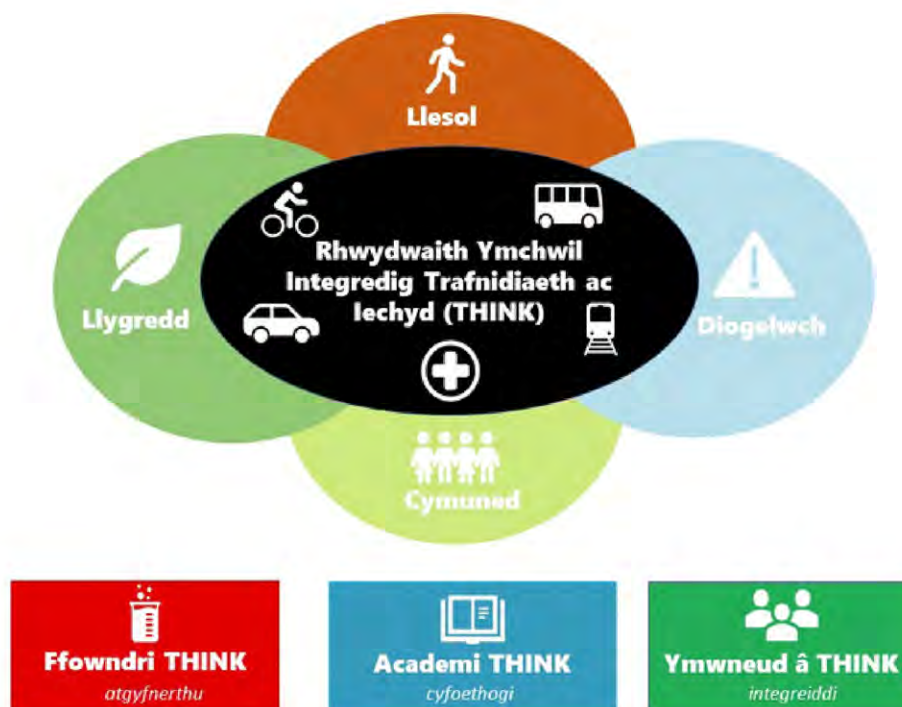 Llesol
Rhwydwaith Ymchwil
Integredig Trafnidiaeth ac
Iechyd (THINK)
Llygredd
Diogelwch
Cymuned
Ffowndri THINK
atgyfnerthu
Academi THINK
cyfoethogi
Ymwneud â THINK
integreiddi